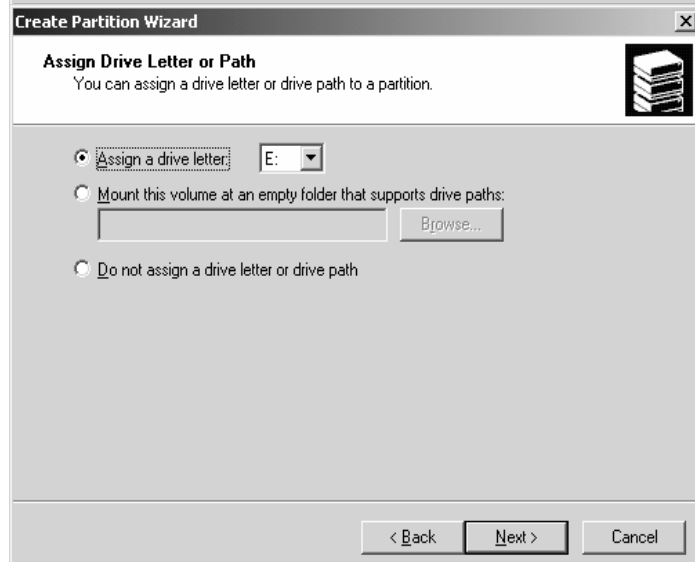 Create Partition Wizard
Assign Drive Letter or Path
You can assign a drive letter or drive path to a partition.
Assign a drive letter: E:
Mount this volume at an empty folder that supports drive paths:
Browse...
Do not assign a drive letter or drive path
< Back Next > Cancel